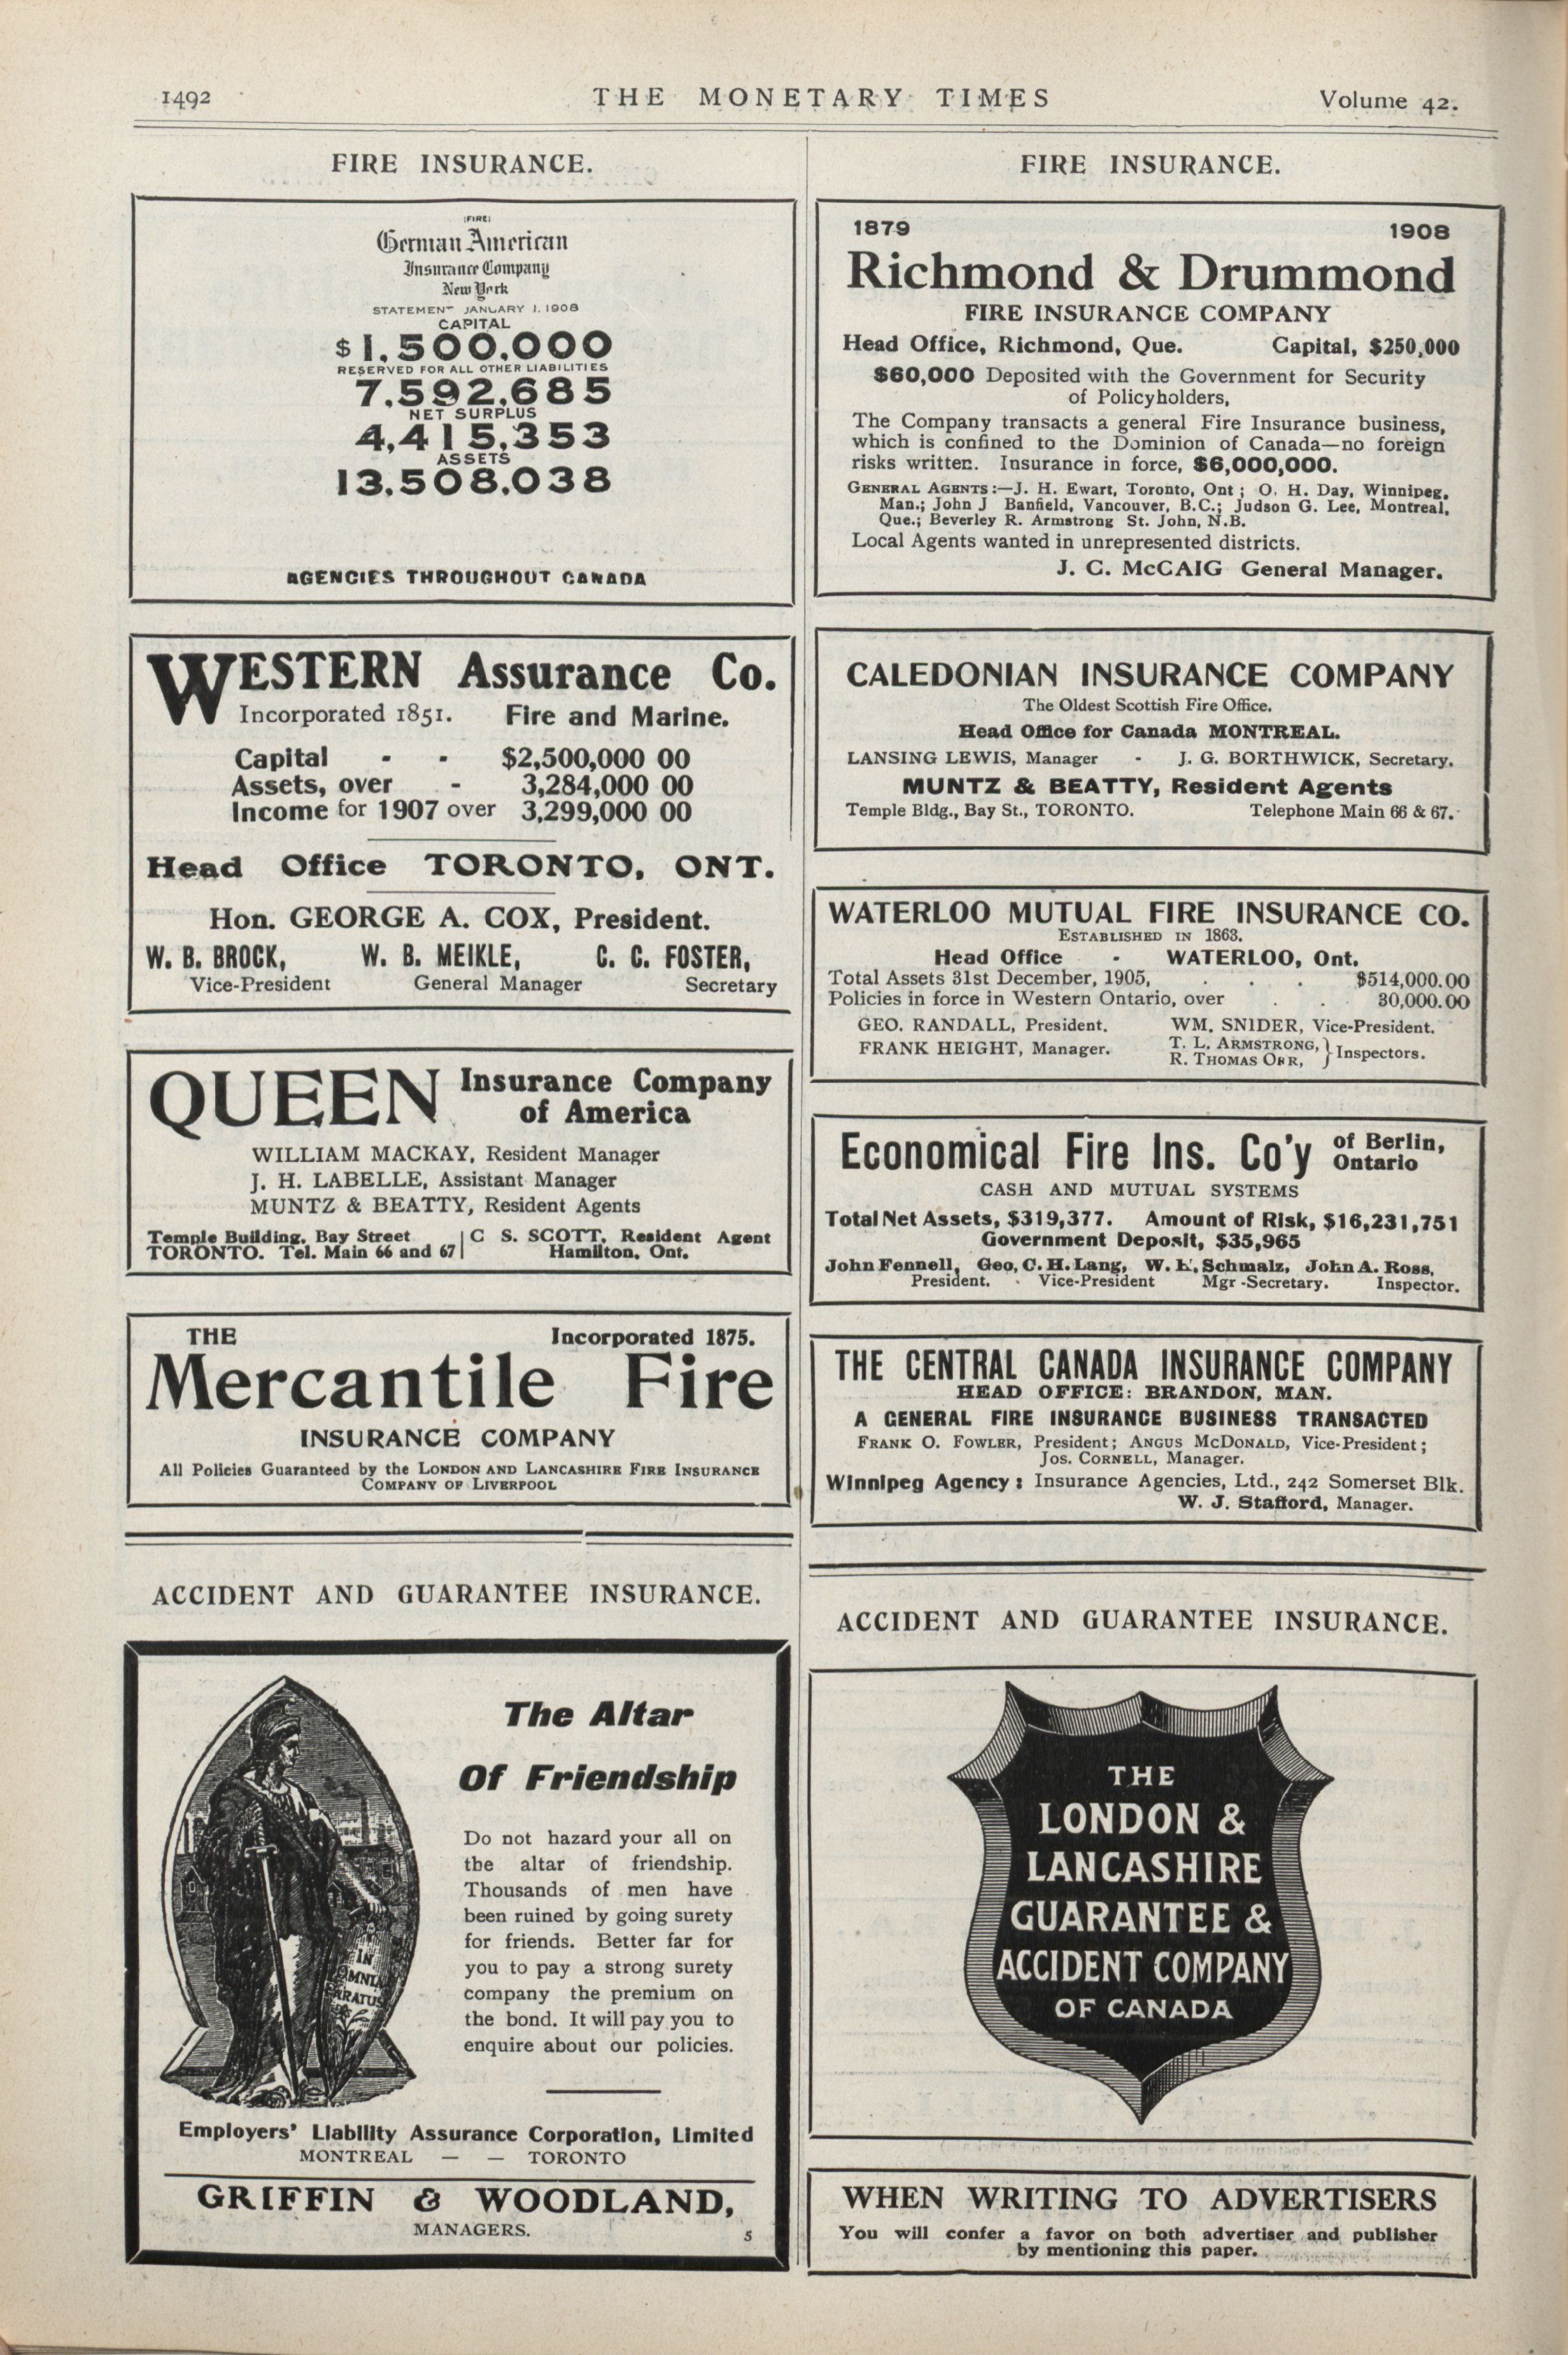 1492
THE MONETARY TIMES
Volume 42.
FIRE INSURANCE.
(FIRE)
German American
Insurance Company
New York
STATEMENT JANUARY 1. 1908
CAPITAL
$1,500,000
RESERVED FOR ALL OTHER LIABILITIES
7,592,685
NET SURPLUS
4,415,353
ASSETS
13,508,038
AGENCIES THROUGHOUT CANADA
WESTERN Assurance Co.
Incorporated 1851. Fire and Marine.
Capital - - $2,500,000 00
Assets, over - 3,284,000 00
Income for 1907 over 3,299,000 00
Head Office TORONTO, ONT.
Hon. GEORGE A. COX, President.
W. B. BROCK, W. B. MEIKLE, C. C. FOSTER,
Vice-President General Manager Secretary
QUEEN Insurance Company
of America
WILLIAM MACKAY, Resident Manager
J. H. LABELLE, Assistant Manager
MUNTZ & BEATTY, Resident Agents
Temple Building, Bay Street
TORONTO. Tel. Main 66 and 67
C S. SCOTT, Resident Agent
Hamilton, Ont.
THE Incorporated 1875.
Mercantile Fire
INSURANCE COMPANY
All Policies Guaranteed by the LONDON AND LANCASHIRE FIRE INSURANCE
COMPANY OF LIVERPOOL
ACCIDENT AND GUARANTEE INSURANCE.
The Altar
Of Friendship
Do not hazard your all on
the altar of friendship.
Thousands of men have
been ruined by going surety
for friends. Better far for
you to pay a strong surety
company the premium on
the bond. It will pay you to
enquire about our policies.
IN
OMNIA
PARATUS
Employers' Liability Assurance Corporation, Limited
MONTREAL — — TORONTO
GRIFFIN & WOODLAND,
MANAGERS.
5
FIRE INSURANCE.
1879 1908
Richmond & Drummond
FIRE INSURANCE COMPANY
Head Office, Richmond, Que. Capital, $250,000
$60,000 Deposited with the Government for Security
of Policyholders,
The Company transacts a general Fire Insurance business,
which is confined to the Dominion of Canada—no foreign
risks written. Insurance in force, $6,000,000.
GENERAL AGENTS:—J. H. Ewart, Toronto, Ont; O. H. Day, Winnipeg,
Man.; John J Banfield, Vancouver, B.C.; Judson G. Lee, Montreal,
Que.; Beverley R. Armstrong St. John, N.B.
Local Agents wanted in unrepresented districts.
J. C. McCAIG General Manager.
CALEDONIAN INSURANCE COMPANY
The Oldest Scottish Fire Office.
Head Office for Canada MONTREAL.
LANSING LEWIS, Manager - J. G. BORTHWICK, Secretary.
MUNTZ & BEATTY, Resident Agents
Temple Bldg., Bay St., TORONTO. Telephone Main 66 & 67.
WATERLOO MUTUAL FIRE INSURANCE CO.
ESTABLISHED IN 1863.
Head Office - WATERLOO, Ont.
Total Assets 31st December, 1905, . . . $514,000.00
Policies in force in Western Ontario, over . . 30,000.00
GEO. RANDALL, President. WM. SNIDER, Vice-President.
FRANK HEIGHT, Manager. T. L. ARMSTRONG,
R. THOMAS ORR, } Inspectors.
Economical Fire Ins. Co'y of Berlin,
Ontario
CASH AND MUTUAL SYSTEMS
Total Net Assets, $319,377. Amount of Risk, $16,231,751
Government Deposit, $35,965
John Fennell, Geo, C. H. Lang, W. H. Schmalz, John A. Ross,
President. Vice-President Mgr-Secretary. Inspector.
THE CENTRAL CANADA INSURANCE COMPANY
HEAD OFFICE: BRANDON, MAN.
A GENERAL FIRE INSURANCE BUSINESS TRANSACTED
FRANK O. FOWLER, President; ANGUS MCDONALD, Vice-President;
JOS. CORNELL, Manager.
Winnipeg Agency: Insurance Agencies, Ltd., 242 Somerset Blk.
W. J. Stafford, Manager.
ACCIDENT AND GUARANTEE INSURANCE.
THE
LONDON &
LANCASHIRE
GUARANTEE &
ACCIDENT COMPANY
OF CANADA
WHEN WRITING TO ADVERTISERS
You will confer a favor on both advertiser and publisher
by mentioning this paper.